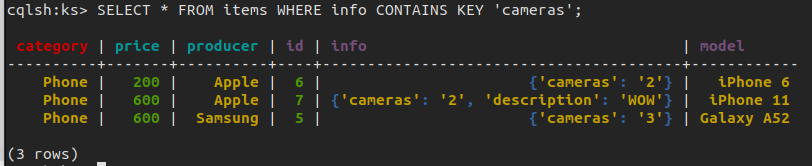 cqlsh:ks> SELECT * FROM items WHERE info CONTAINS KEY 'cameras';
category | price | producer | id | info | model
----------+-------+----------+----+-------------------------------------------+------------
Phone | 200 | Apple | 6 | {'cameras': '2'} | iPhone 6
Phone | 600 | Apple | 7 | {'cameras': '2', 'description': 'WOW'} | iPhone 11
Phone | 600 | Samsung | 5 | {'cameras': '3'} | Galaxy A52
(3 rows)